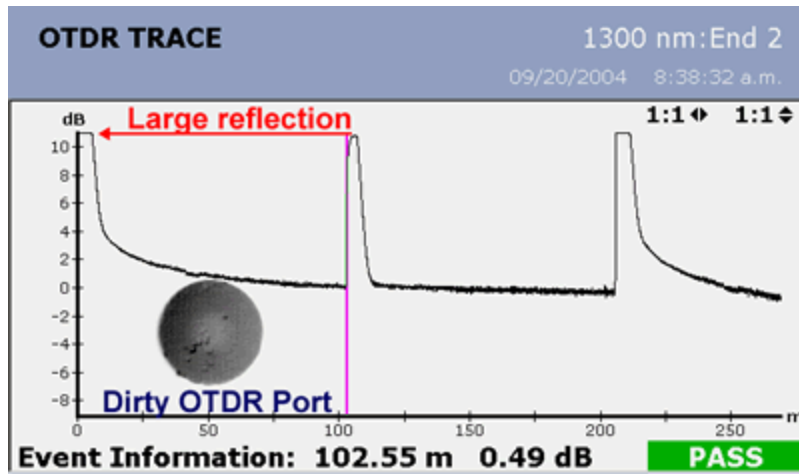 OTDR TRACE
1300 nm:End 2
09/20/2004 8:38:32 a.m.
dB
Large reflection
1:1 1:1
10
8
6
4
2
0
-2
-4
-6
-8
Dirty OTDR Port
0 50 100 150 200 250 m
Event Information: 102.55 m 0.49 dB PASS